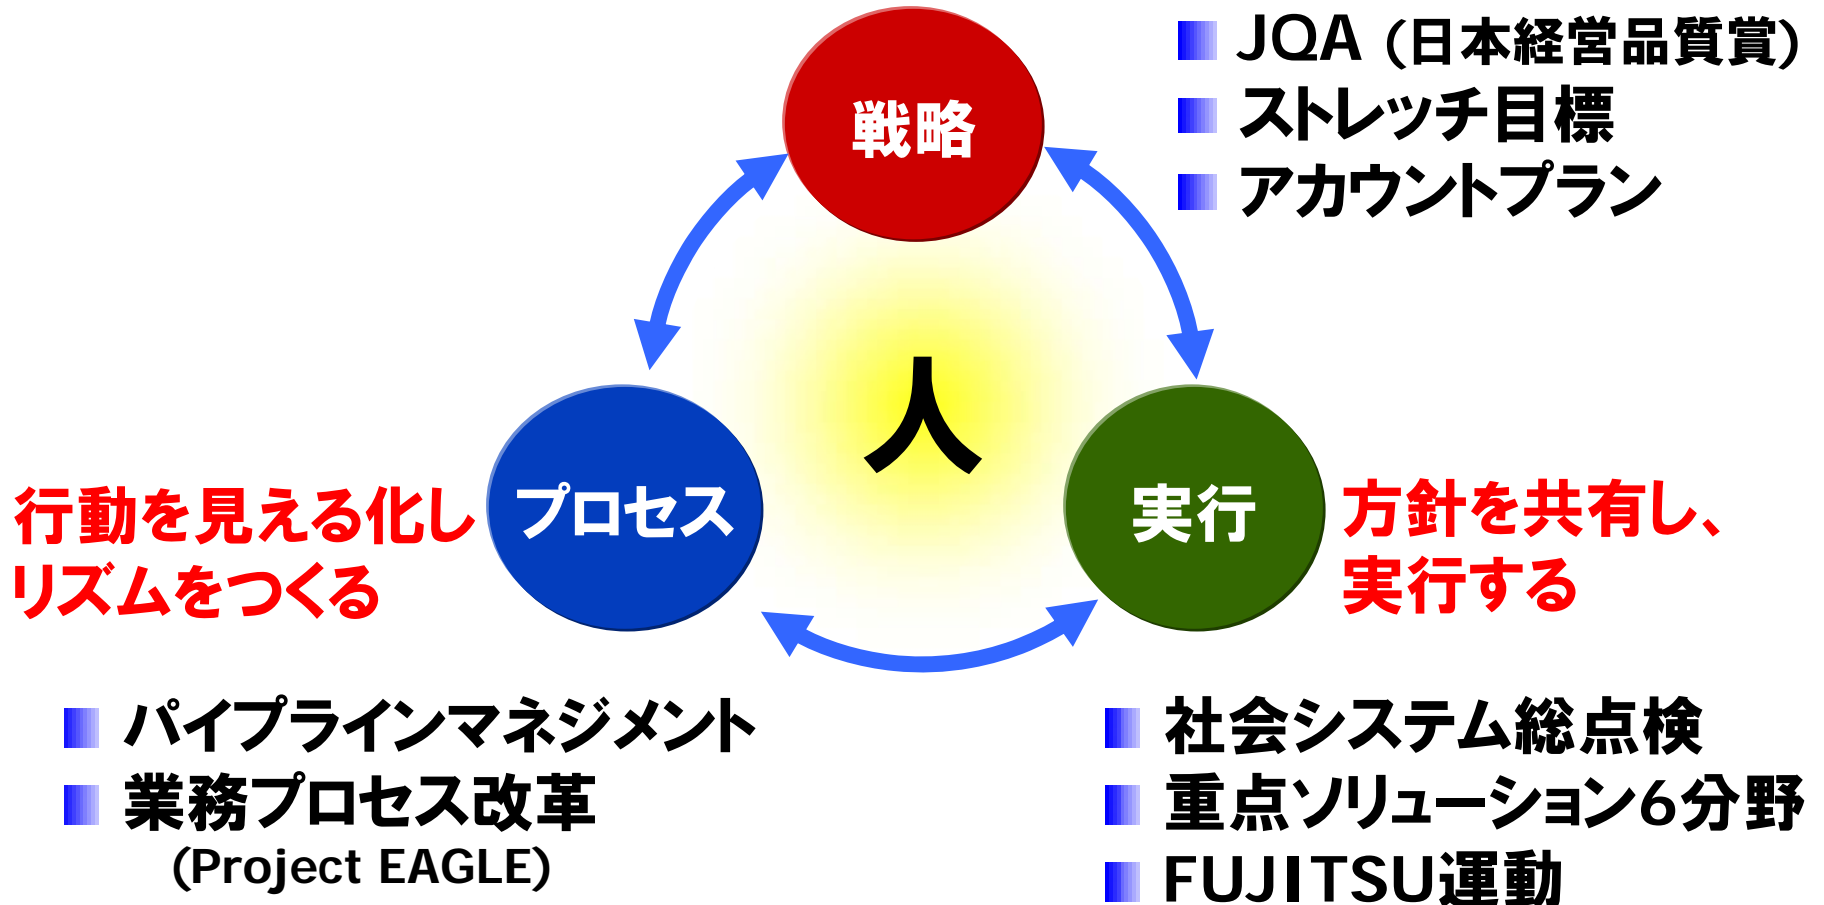 JQA (日本経営品質賞)
戦略
ストレッチ目標
アカウントプラン
人
行動を見える化し
リズムをつくる
プロセス
実行
方針を共有し、
実行する
パイプラインマネジメント
業務プロセス改革
(Project EAGLE)
社会システム総点検
重点ソリューション6分野
FUJITSU運動